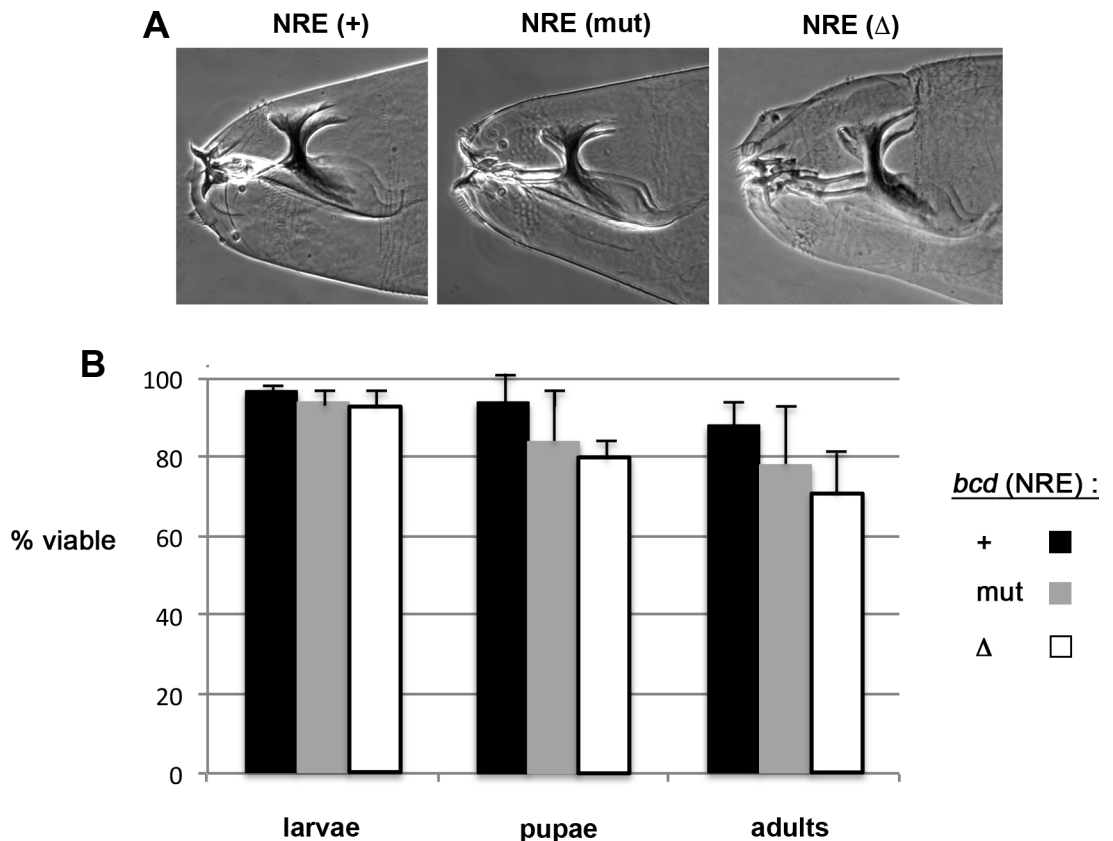 A
NRE (+) NRE (mut) NRE (Δ)
B
100
80
60
40
20
0
% viable
larvae pupae adults
bcd (NRE) :
+
mut
Δ